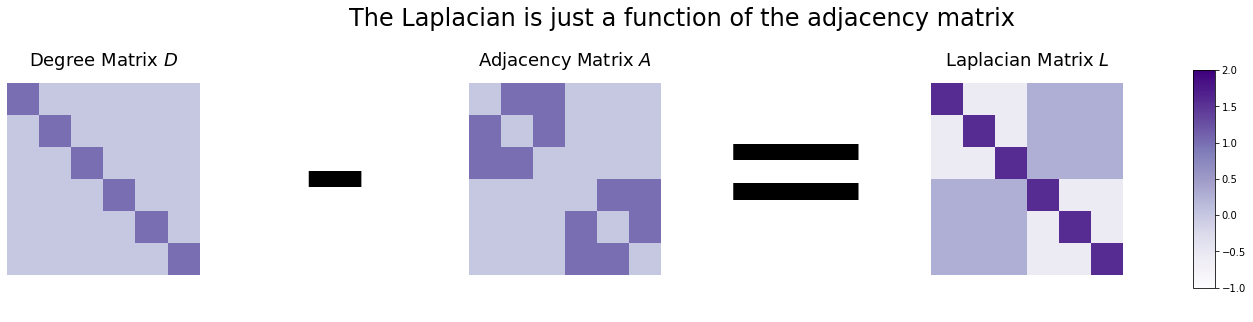 The Laplacian is just a function of the adjacency matrix
Degree Matrix D
Adjacency Matrix A
Laplacian Matrix L
-
=
2.0
1.5
1.0
0.5
0.0
−0.5
−1.0